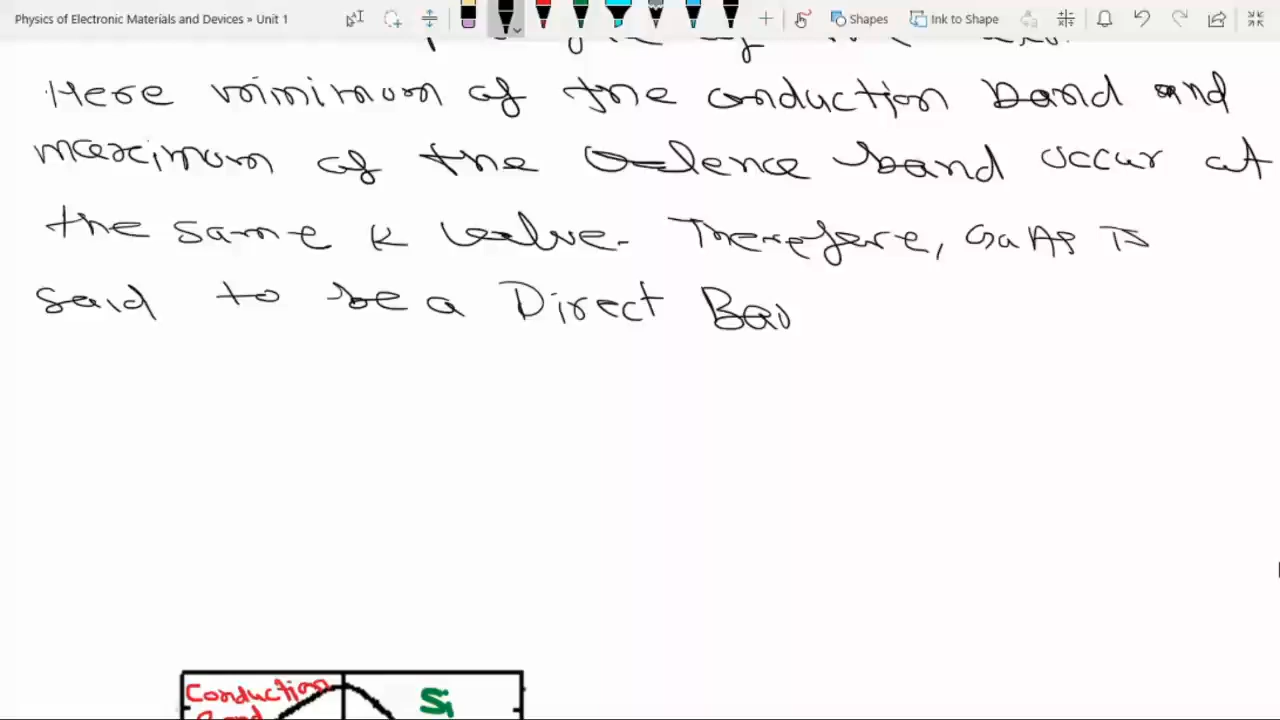 Physics of Electronic Materials and Devices » Unit 1
Shapes
Ink to Shape
Here minimum of the conduction band and
maximum of the valence band occur at
the same k value. Therefore, GaAs is
said to be a Direct Ban
Conduction
Band
Si